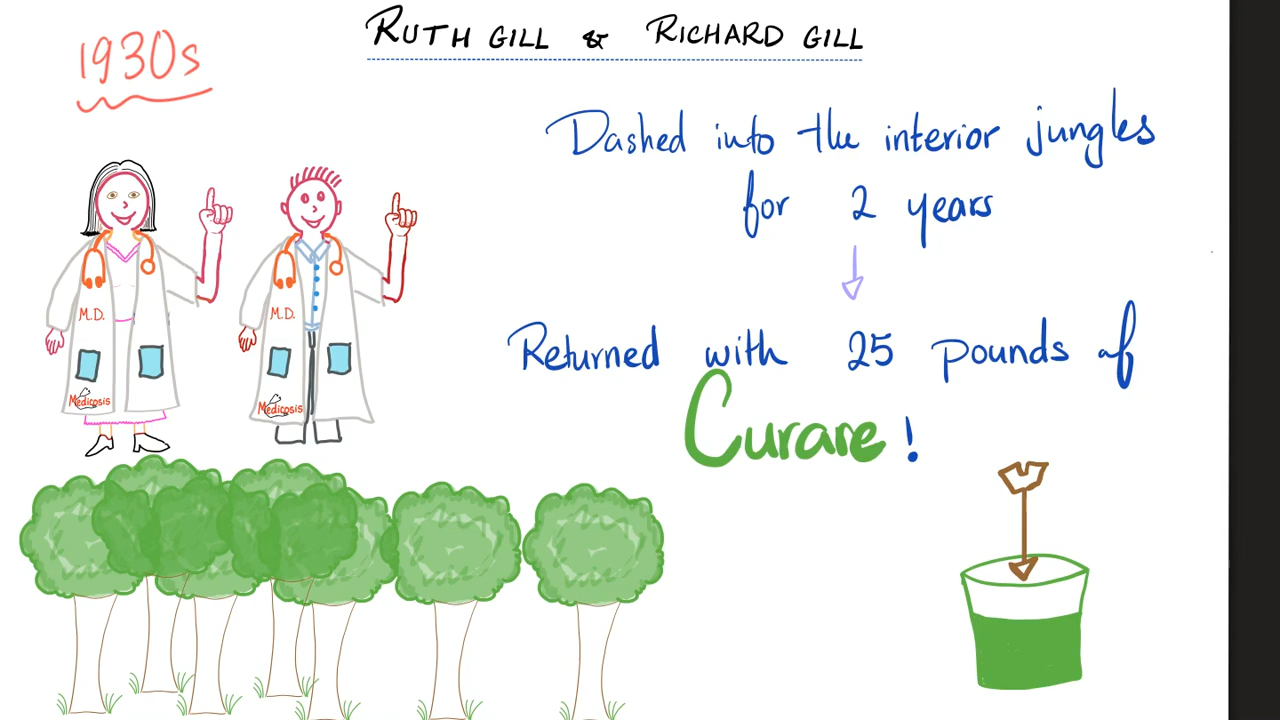 1930s
RUTH GILL & RICHARD GILL
Dashed into the interior jungles
for 2 years
Returned with 25 pounds of
Curare!
M.D.
Medicosis
M.D.
Medicosis